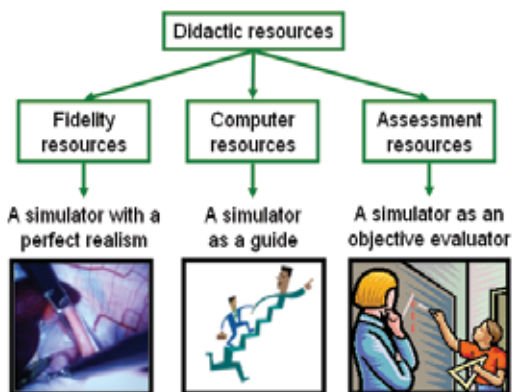 Didactic resources
Fidelity
resources
Computer
resources
Assessment
resources
A simulator with a
perfect realism
A simulator
as a guide
A simulator as an
objective evaluator